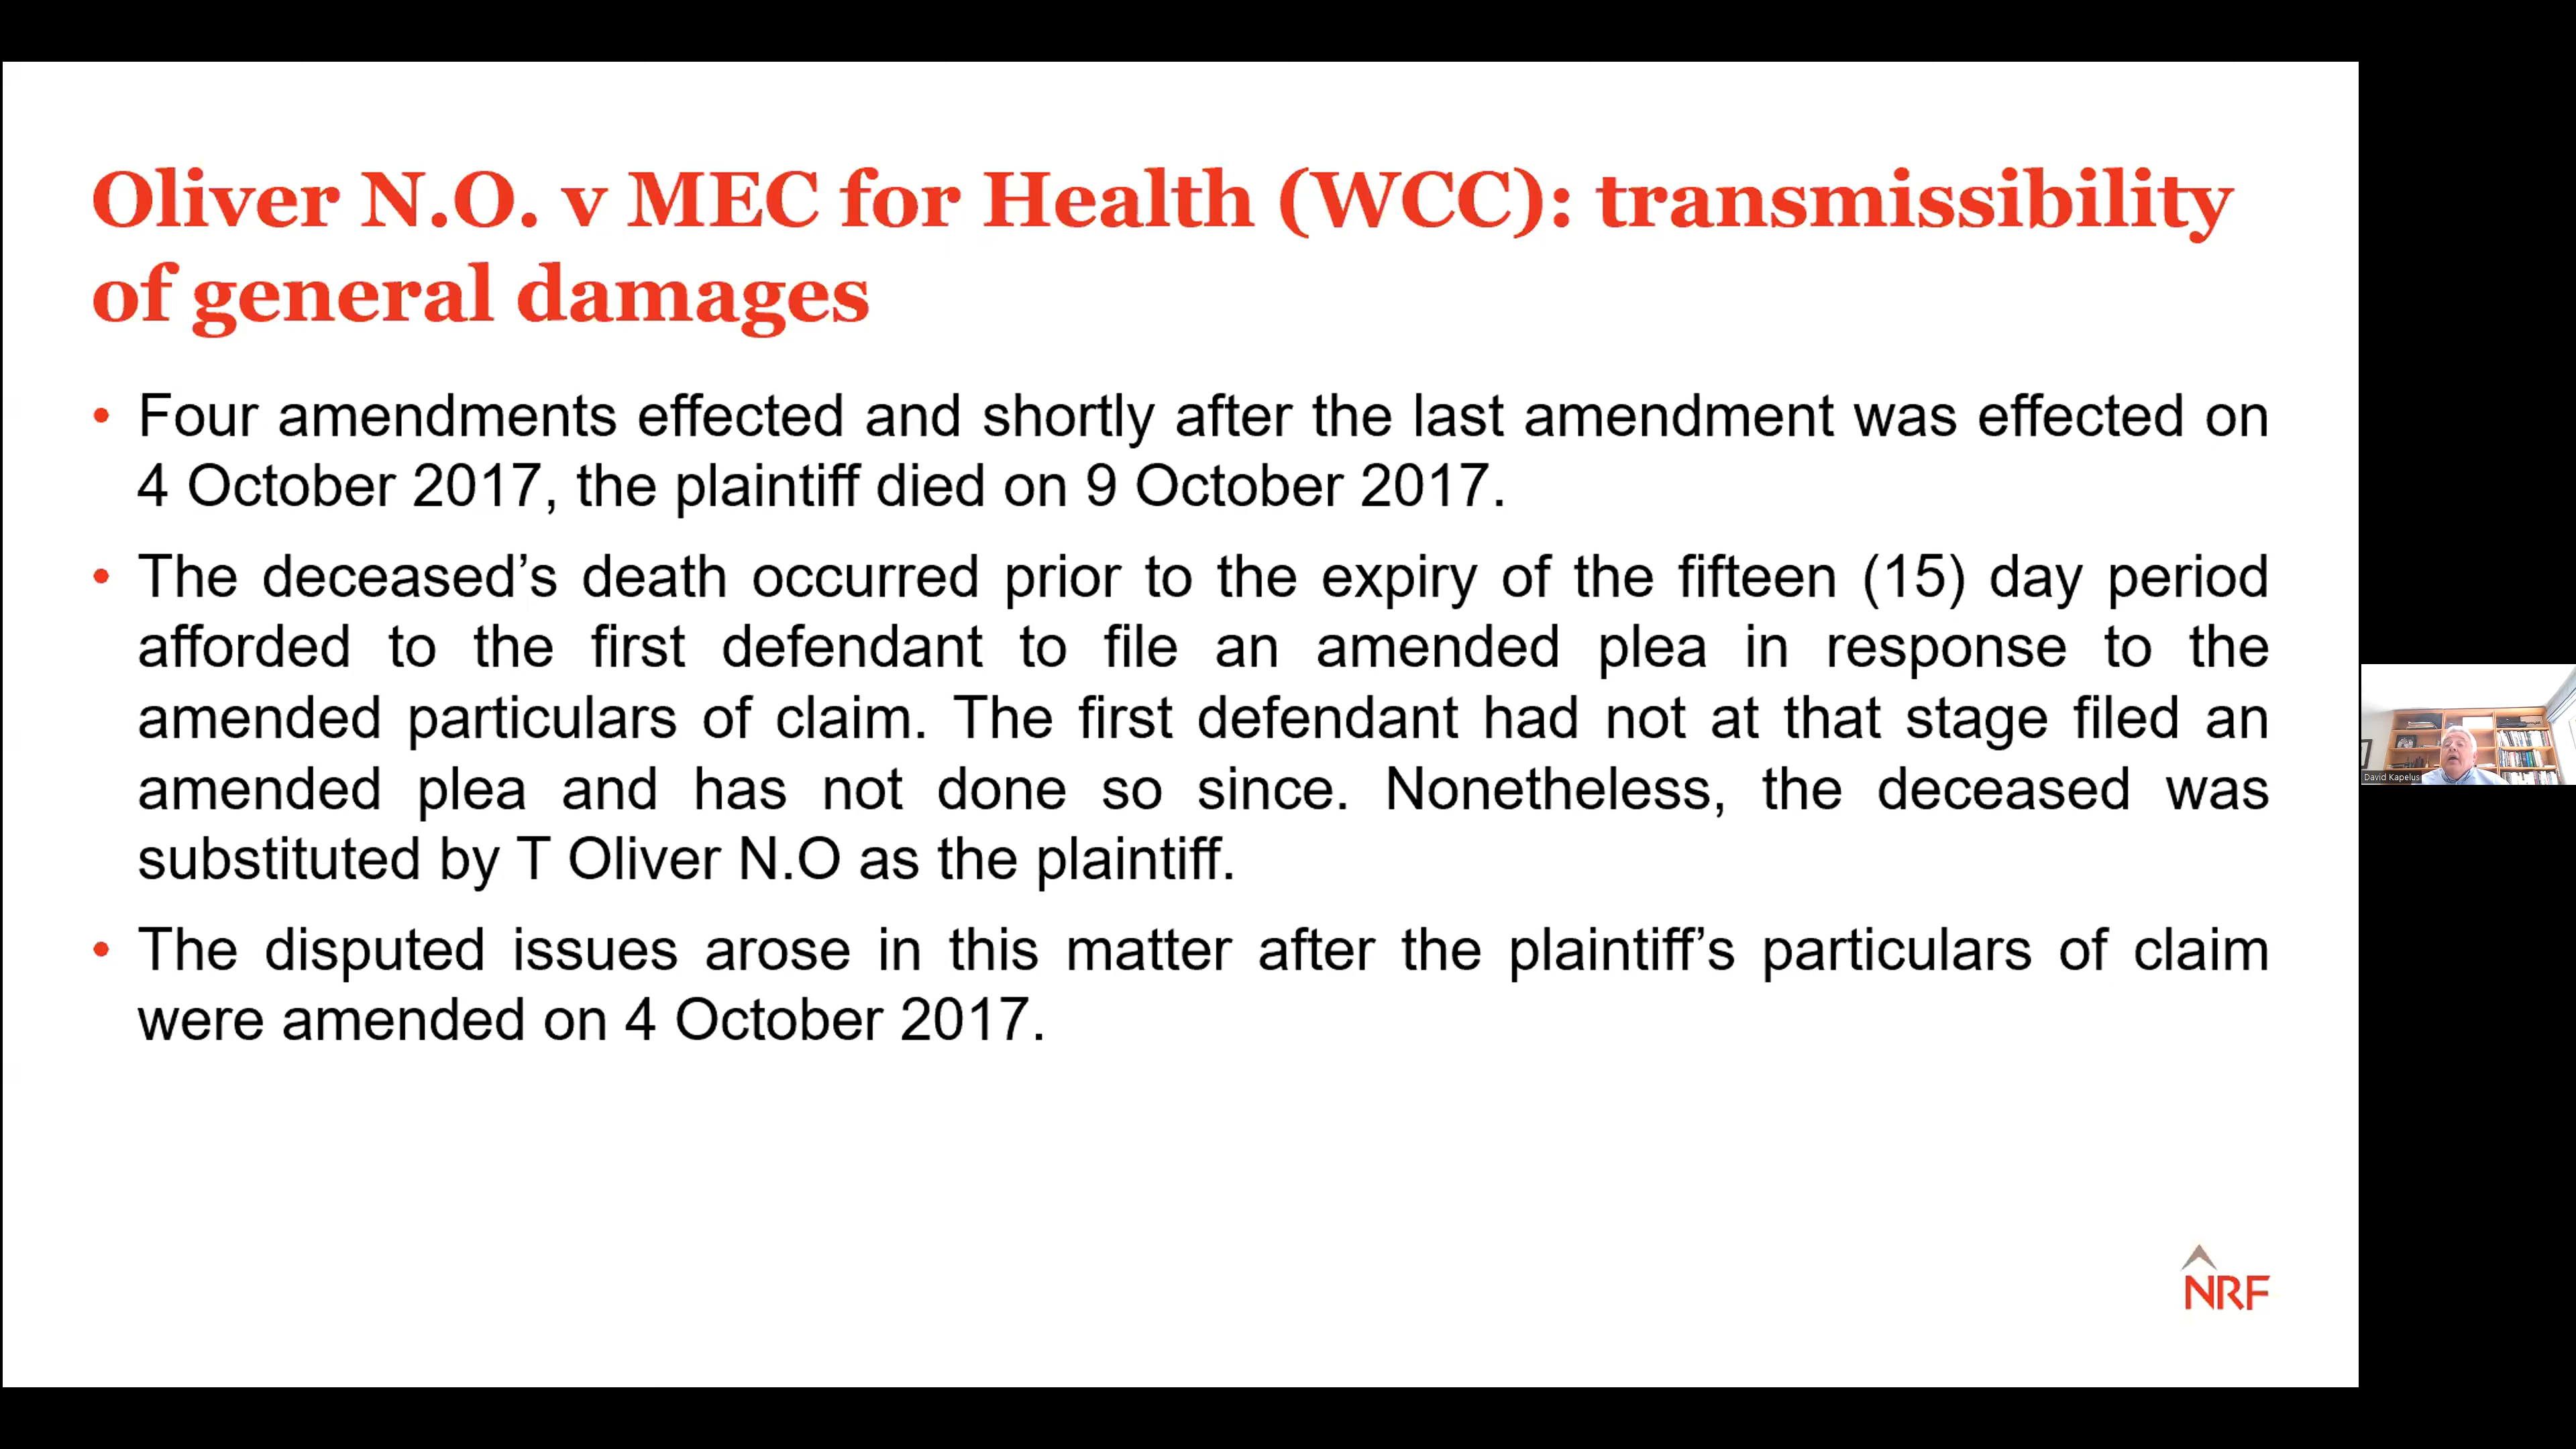 Oliver N.O. v MEC for Health (WCC): transmissibility
of general damages
• Four amendments effected and shortly after the last amendment was effected on
4 October 2017, the plaintiff died on 9 October 2017.
• The deceased’s death occurred prior to the expiry of the fifteen (15) day period
afforded to the first defendant to file an amended plea in response to the
amended particulars of claim. The first defendant had not at that stage filed an
amended plea and has not done so since. Nonetheless, the deceased was
substituted by T Oliver N.O as the plaintiff.
• The disputed issues arose in this matter after the plaintiff’s particulars of claim
were amended on 4 October 2017.
David Kapelus
NRF